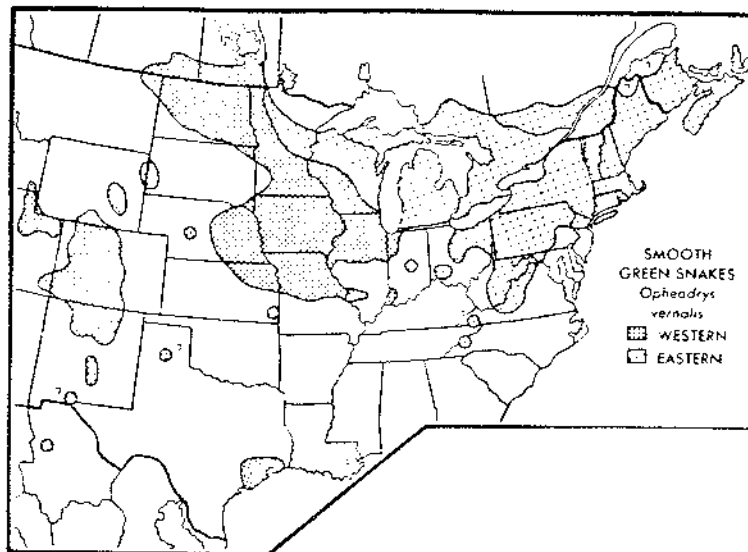 SMOOTH
GREEN SNAKES
Opheodrys
vernalis
WESTERN
EASTERN
?
?